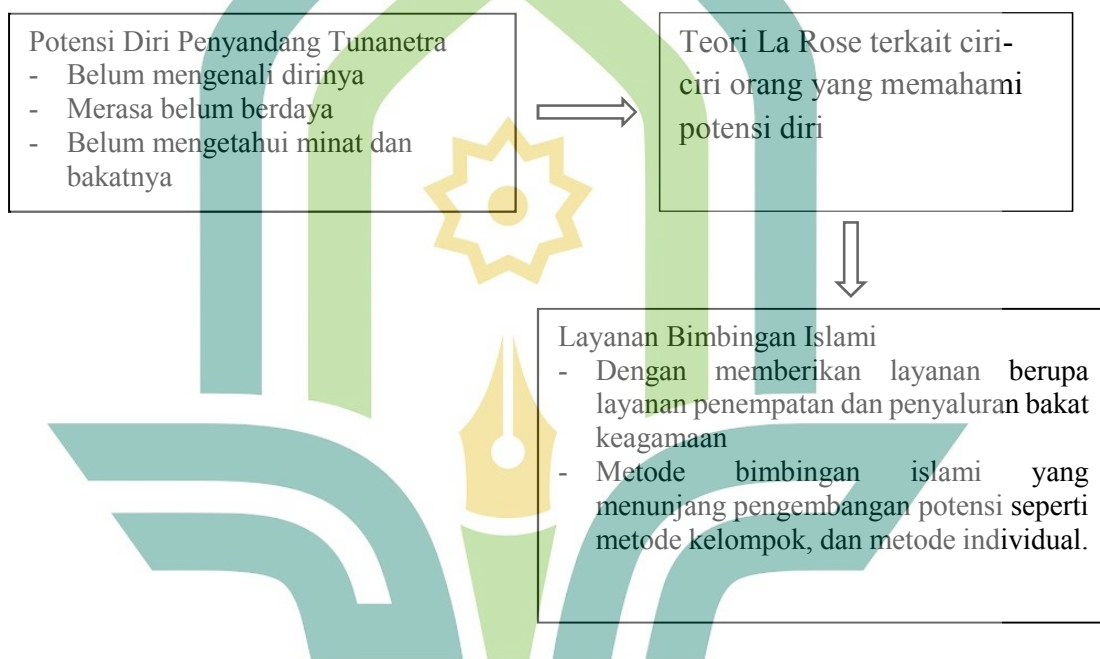 Potensi Diri Penyandang Tunanetra
- Belum mengenali dirinya
- Merasa belum berdaya
- Belum mengetahui minat dan
bakatnya
Teori La Rose terkait ciri-
ciri orang yang memahami
potensi diri
Layanan Bimbingan Islami
- Dengan memberikan layanan berupa
layanan penempatan dan penyaluran bakat
keagamaan
- Metode bimbingan islami yang
menunjang pengembangan potensi seperti
metode kelompok, dan metode individual.